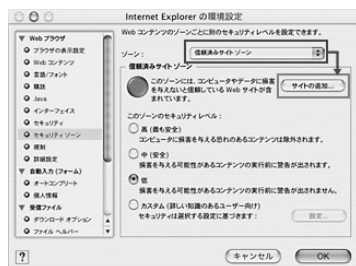 Internet Explorer の環境設定
Web ブラウザ
ブラウザの表示設定
Web コンテンツ
言語/フォント
購読
Java
インターフェイス
セキュリティ
セキュリティ ゾーン
規制
詳細設定
自動入力 (フォーム)
オートコンプリート
個人情報
受信ファイル
ダウンロード オプション
ファイル ヘルパー
Web コンテンツのゾーンごとに別のセキュリティレベルを設定できます。
ゾーン :
信頼済みサイト ゾーン
信頼済みサイト ゾーン
このゾーンには、コンピュータやデータに損害
を与えないと信頼している Web サイトが含
まれています。
サイトの追加...
このゾーンのセキュリティレベル :
高 (最も安全)
コンピュータに損害を与える恐れのあるコンテンツは除外されます。
中 (安全)
損害を与える可能性があるコンテンツの実行前に警告が出されます。
低
損害を与える可能性があるコンテンツの実行前に警告が出されません。
カスタム (詳しい知識のあるユーザー向け)
セキュリティは選択する設定に基づきます :
設定...
?
キャンセル
OK